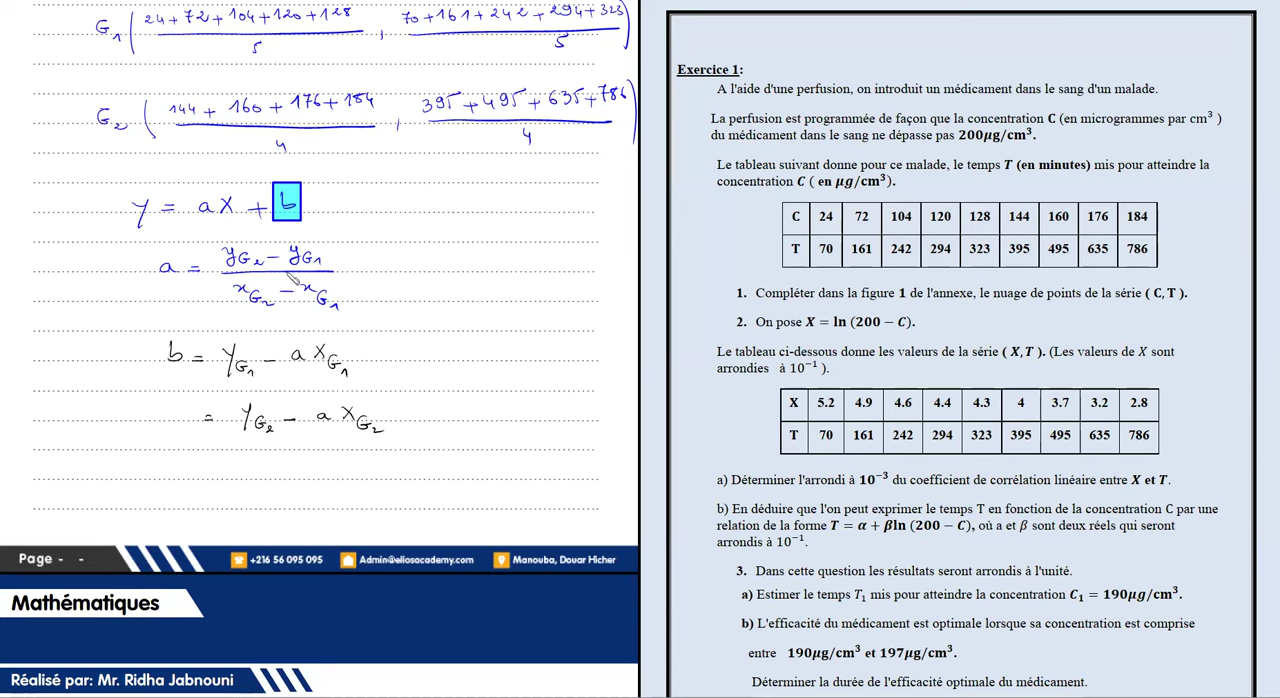 G₁ ( (24+72+104+120+128)/5 , (70+161+242+294+323)/5 )
G₂ ( (144+160+176+184)/4 , (395+495+635+786)/4 )
y = aX + b
a = (yG₂ − yG₁)/(xG₂ − xG₁)
b = YG₁ − a XG₁
= YG₂ − a XG₂
Page - -
+216 56 095 095
Admin@eliosacademy.com
Manouba, Douar Hicher
Mathématiques
Réalisé par: Mr. Ridha Jabnouni
Exercice 1:
A l'aide d'une perfusion, on introduit un médicament dans le sang d'un malade.
La perfusion est programmée de façon que la concentration C (en microgrammes par cm³ )
du médicament dans le sang ne dépasse pas 200μg/cm³.
Le tableau suivant donne pour ce malade, le temps T (en minutes) mis pour atteindre la
concentration C ( en μg/cm³).
C 24 72 104 120 128 144 160 176 184
T 70 161 242 294 323 395 495 635 786
1. Compléter dans la figure 1 de l'annexe, le nuage de points de la série ( C, T ).
2. On pose X = ln (200 − C).
Le tableau ci-dessous donne les valeurs de la série ( X, T ). (Les valeurs de X sont
arrondies à 10⁻¹ ).
X 5.2 4.9 4.6 4.4 4.3 4 3.7 3.2 2.8
T 70 161 242 294 323 395 495 635 786
a) Déterminer l'arrondi à 10⁻³ du coefficient de corrélation linéaire entre X et T.
b) En déduire que l'on peut exprimer le temps T en fonction de la concentration C par une
relation de la forme T = α + βln (200 − C), où a et β sont deux réels qui seront
arrondis à 10⁻¹.
3. Dans cette question les résultats seront arrondis à l'unité.
a) Estimer le temps T₁ mis pour atteindre la concentration C₁ = 190μg/cm³.
b) L'efficacité du médicament est optimale lorsque sa concentration est comprise
entre 190μg/cm³ et 197μg/cm³.
Déterminer la durée de l'efficacité optimale du médicament.